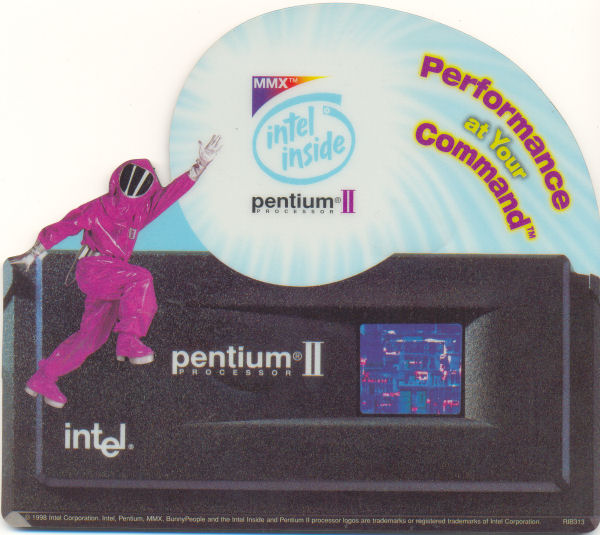 MMX™
intel
inside
pentium® II
PROCESSOR
Performance
at Your
Command™
pentium® II
PROCESSOR
intel®
© 1998 Intel Corporation. Intel, Pentium, MMX, BunnyPeople and the Intel Inside and Pentium II processor logos are trademarks or registered trademarks of Intel Corporation. RIB313